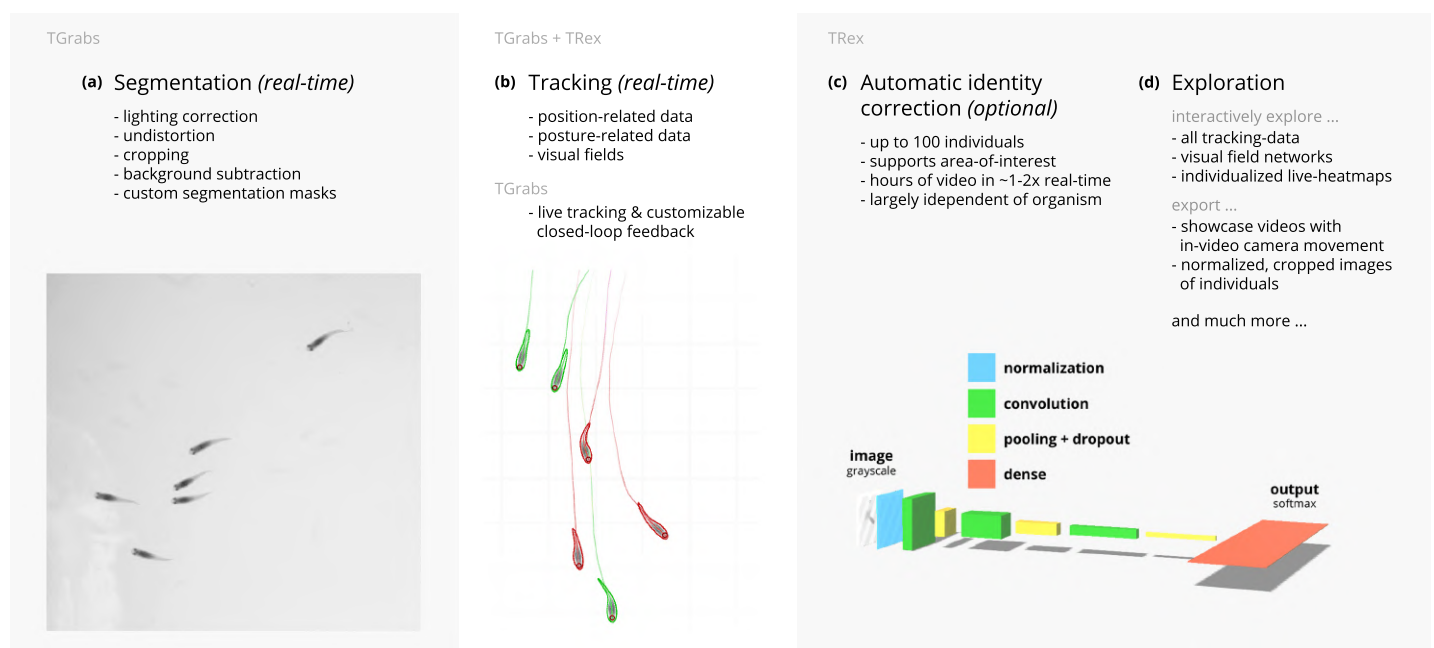 TGrabs
(a) Segmentation (real-time)
- lighting correction
- undistortion
- cropping
- background subtraction
- custom segmentation masks
TGrabs + TRex
(b) Tracking (real-time)
- position-related data
- posture-related data
- visual fields
TGrabs
- live tracking & customizable
closed-loop feedback
TRex
(c) Automatic identity
correction (optional)
- up to 100 individuals
- supports area-of-interest
- hours of video in ~1-2x real-time
- largely idependent of organism
(d) Exploration
interactively explore ...
- all tracking-data
- visual field networks
- individualized live-heatmaps
export ...
- showcase videos with
in-video camera movement
- normalized, cropped images
of individuals
and much more ...
normalization
convolution
pooling + dropout
dense
image
grayscale
output
softmax